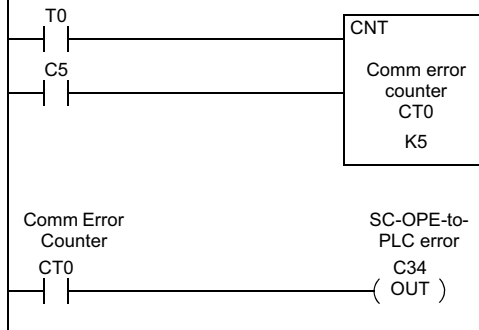 T0
CNT
C5
Comm error
counter
CT0
K5
Comm Error
Counter
CT0
SC-OPE-to-
PLC error
C34
OUT